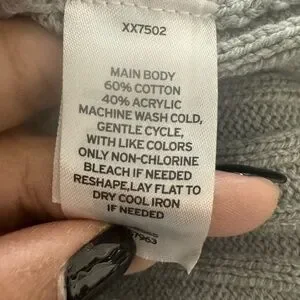 XX7502
MAIN BODY
60% COTTON
40% ACRYLIC
MACHINE WASH COLD,
GENTLE CYCLE,
WITH LIKE COLORS
ONLY NON-CHLORINE
BLEACH IF NEEDED
RESHAPE,LAY FLAT TO
DRY COOL IRON
IF NEEDED